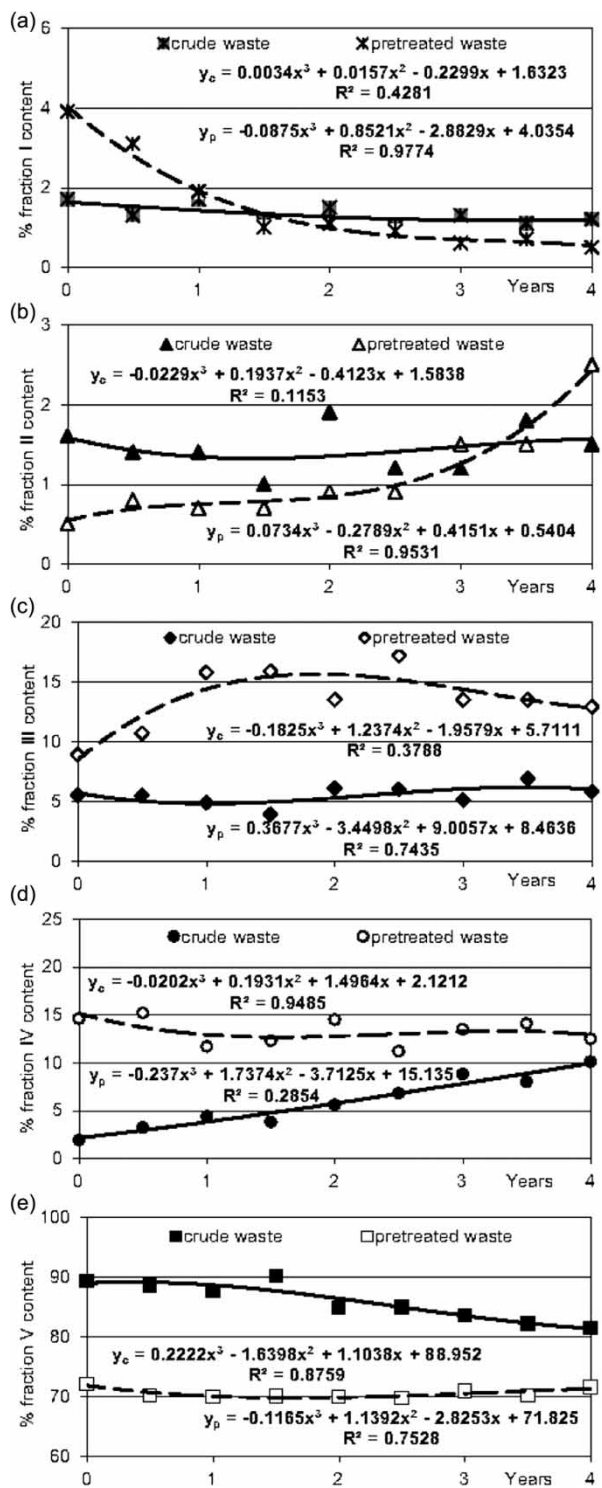 (a)
6
crude waste pretreated waste
y_c = 0.0034x³ + 0.0157x² - 0.2299x + 1.6323
R² = 0.4281
y_p = -0.0875x³ + 0.8521x² - 2.8829x + 4.0354
R² = 0.9774
% fraction I content
4
2
0
0 1 2 3 Years 4
(b)
3
crude waste pretreated waste
y_c = -0.0229x³ + 0.1937x² - 0.4123x + 1.5838
R² = 0.1153
% fraction II content
2
1
y_p = 0.0734x³ - 0.2789x² + 0.4151x + 0.5404
R² = 0.9531
0
0 1 2 3 Years 4
(c)
20
crude waste pretreated waste
% fraction III content
15
10
y_c = -0.1825x³ + 1.2374x² - 1.9579x + 5.7111
R² = 0.3788
5
y_p = 0.3677x³ - 3.4498x² + 9.0057x + 8.4636
R² = 0.7435
0
0 1 2 3 Years 4
(d)
25
crude waste pretreated waste
20
y_c = -0.0202x³ + 0.1931x² + 1.4964x + 2.1212
R² = 0.9485
% fraction IV content
15
10
y_p = -0.237x³ + 1.7374x² - 3.7125x + 15.135
R² = 0.2854
5
0
0 1 2 3 Years 4
(e)
100
crude waste pretreated waste
% fraction V content
90
80
y_c = 0.2222x³ - 1.6398x² + 1.1038x + 88.952
R² = 0.8759
70
y_p = -0.1165x³ + 1.1392x² - 2.8253x + 71.825
R² = 0.7528
60
0 1 2 3 Years 4